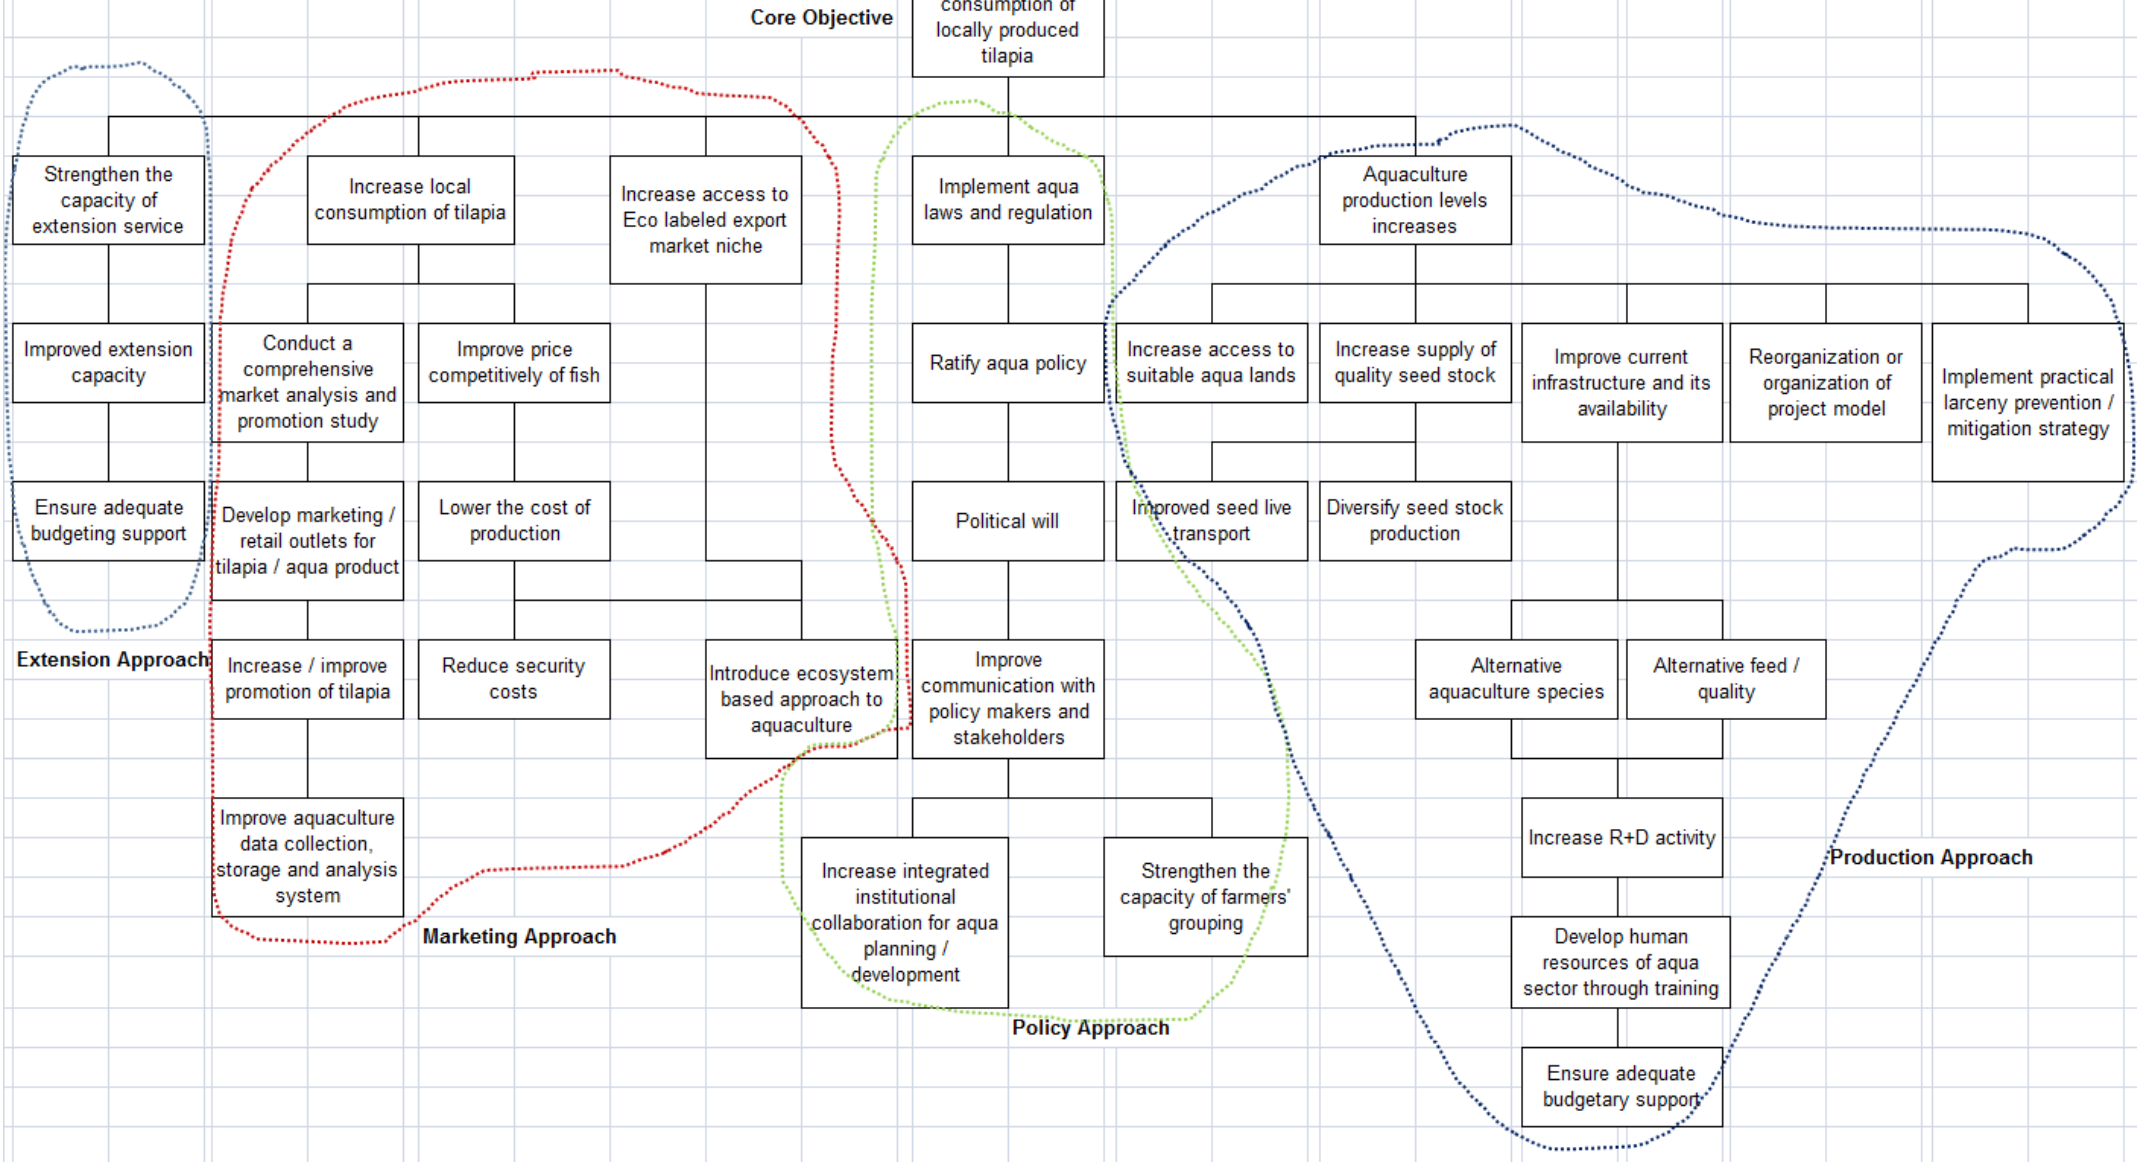 Core Objective
consumption of
locally produced
tilapia
Strengthen the
capacity of
extension service
Increase local
consumption of tilapia
Increase access to
Eco labeled export
market niche
Implement aqua
laws and regulation
Aquaculture
production levels
increases
Improved extension
capacity
Conduct a
comprehensive
market analysis and
promotion study
Improve price
competitively of fish
Ratify aqua policy
Increase access to
suitable aqua lands
Increase supply of
quality seed stock
Improve current
infrastructure and its
availability
Reorganization or
organization of
project model
Implement practical
larceny prevention /
mitigation strategy
Ensure adequate
budgeting support
Develop marketing /
retail outlets for
tilapia / aqua product
Lower the cost of
production
Political will
Improved seed live
transport
Diversify seed stock
production
Extension Approach
Increase / improve
promotion of tilapia
Reduce security
costs
Introduce ecosystem
based approach to
aquaculture
Improve
communication with
policy makers and
stakeholders
Alternative
aquaculture species
Alternative feed /
quality
Improve aquaculture
data collection,
storage and analysis
system
Marketing Approach
Increase integrated
institutional
collaboration for aqua
planning /
development
Strengthen the
capacity of farmers'
grouping
Policy Approach
Increase R+D activity
Production Approach
Develop human
resources of aqua
sector through training
Ensure adequate
budgetary support